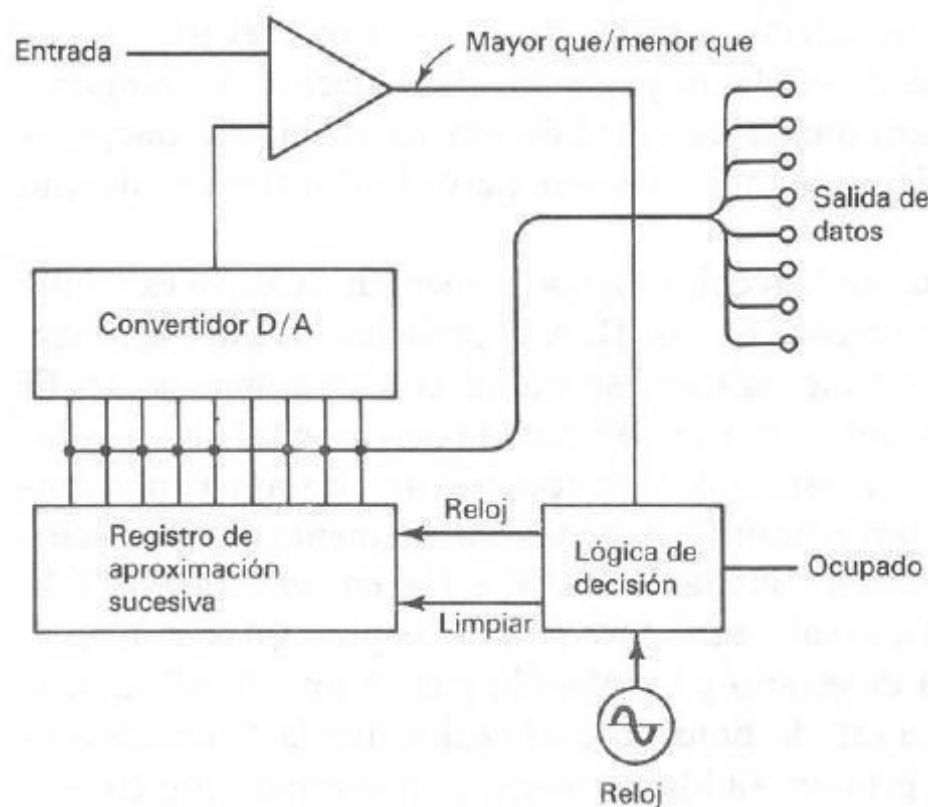 Entrada
Mayor que/menor que
Salida de
datos
Convertidor D/A
Reloj
Registro de
aproximación
sucesiva
Lógica de
decisión
Ocupado
Limpiar
Reloj